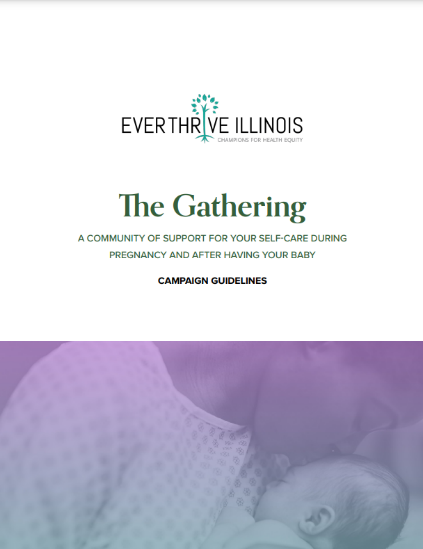 EVERTHRIVE ILLINOIS
CHAMPIONS FOR HEALTH EQUITY
The Gathering
A COMMUNITY OF SUPPORT FOR YOUR SELF-CARE DURING
PREGNANCY AND AFTER HAVING YOUR BABY
CAMPAIGN GUIDELINES